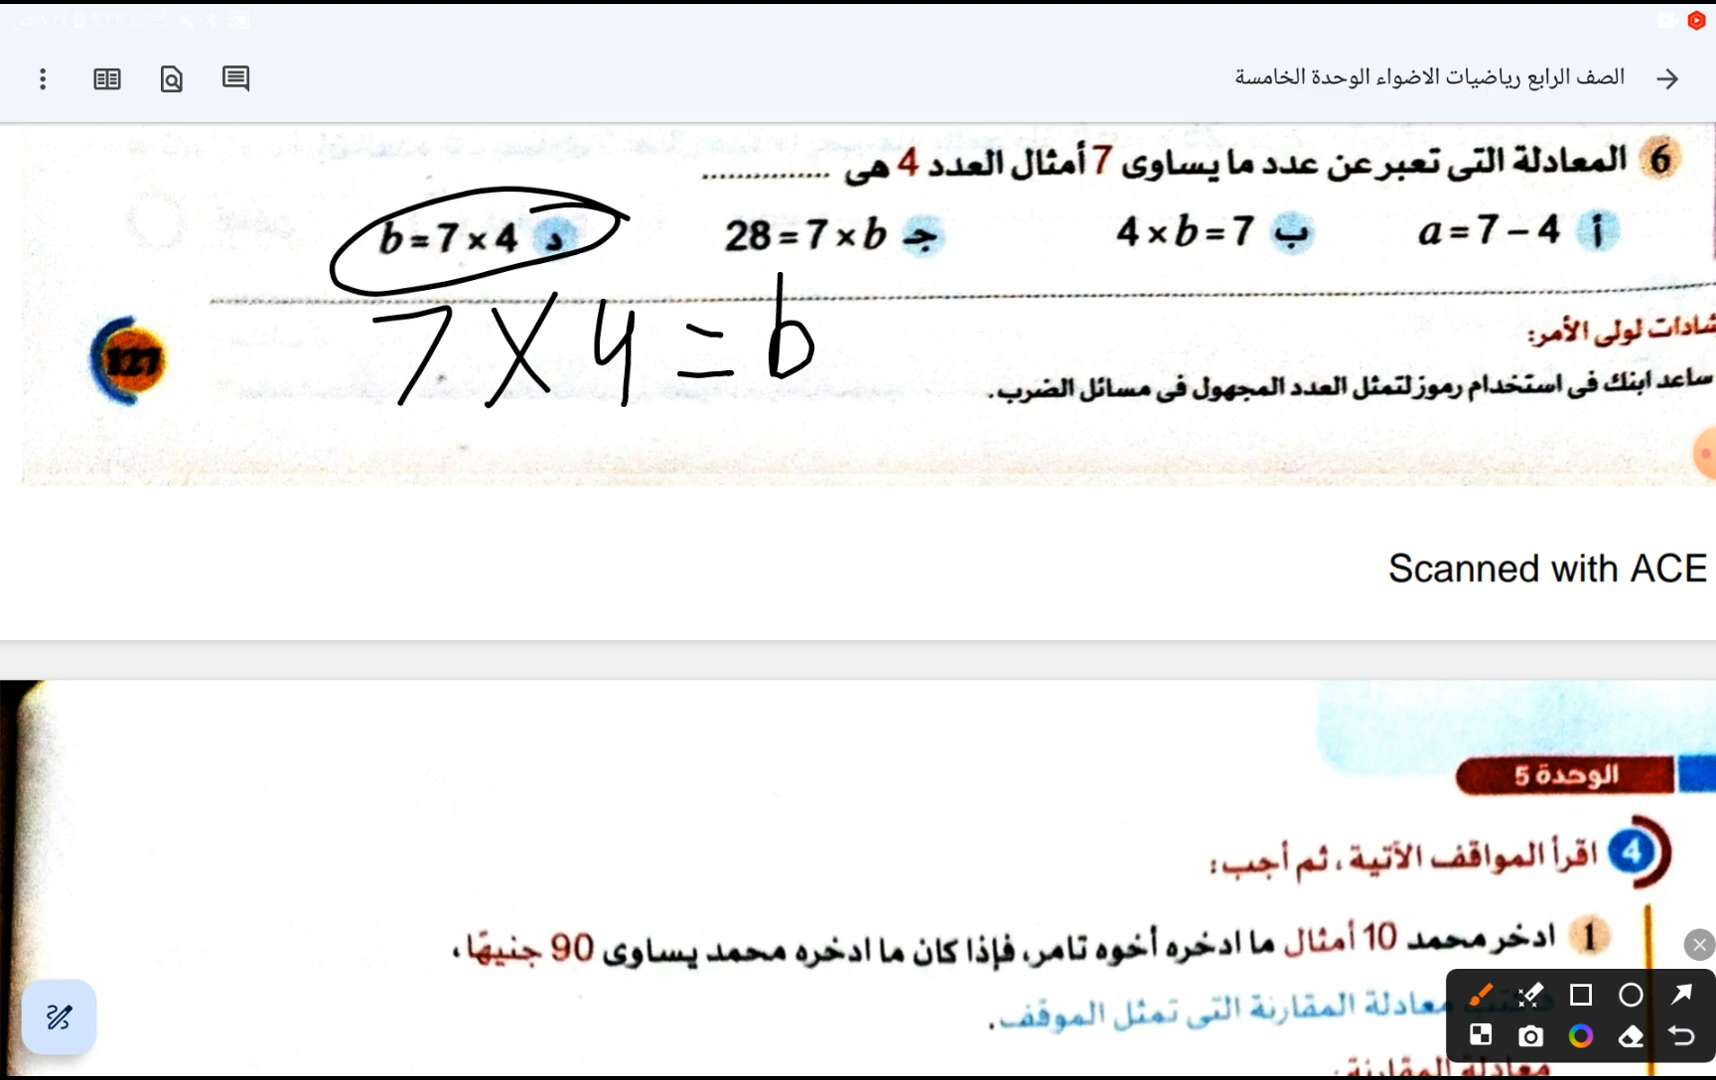 الصف الرابع رياضيات الاضواء الوحدة الخامسة
6 المعادلة التى تعبر عن عدد ما يساوى 7 أمثال العدد 4 هى ...............
أ a = 7 – 4 ب 4 × b = 7 جـ 28 = 7 × b د b = 7 × 4
7 × 4 = b
شادات لولى الأمر:
ساعد ابنك فى استخدام رموز لتمثل العدد المجهول فى مسائل الضرب.
127
Scanned with ACE
الوحدة 5
4 اقرأ المواقف الآتية ، ثم أجب :
1 ادخر محمد 10 أمثال ما ادخره أخوه تامر، فإذا كان ما ادخره محمد يساوى 90 جنيهًا ،
معادلة المقارنة التى تمثل الموقف .
معادلة المقارنة